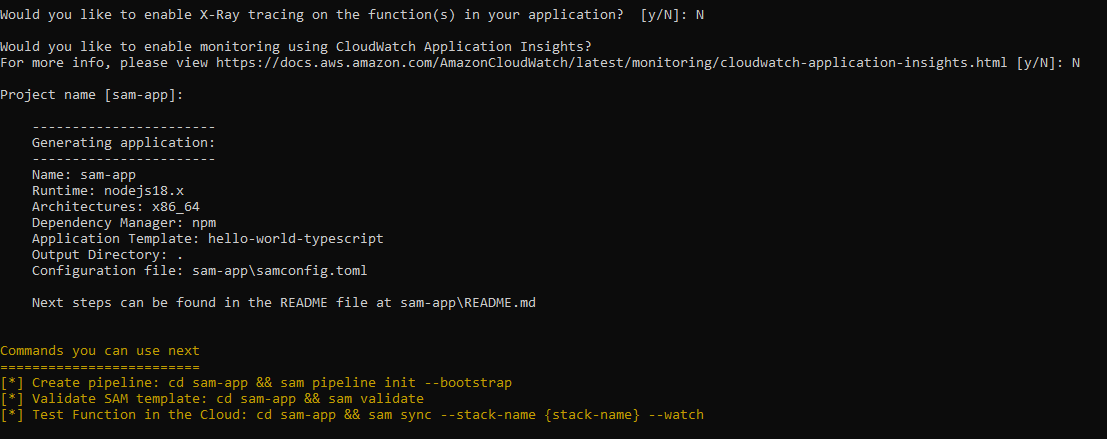 Would you like to enable X-Ray tracing on the function(s) in your application?  [y/N]: N
Would you like to enable monitoring using CloudWatch Application Insights?
For more info, please view https://docs.aws.amazon.com/AmazonCloudWatch/latest/monitoring/cloudwatch-application-insights.html [y/N]: N
Project name [sam-app]:
-----------------------
Generating application:
-----------------------
Name: sam-app
Runtime: nodejs18.x
Architectures: x86_64
Dependency Manager: npm
Application Template: hello-world-typescript
Output Directory: .
Configuration file: sam-app\samconfig.toml
Next steps can be found in the README file at sam-app\README.md
Commands you can use next
=========================
[*] Create pipeline: cd sam-app && sam pipeline init --bootstrap
[*] Validate SAM template: cd sam-app && sam validate
[*] Test Function in the Cloud: cd sam-app && sam sync --stack-name {stack-name} --watch